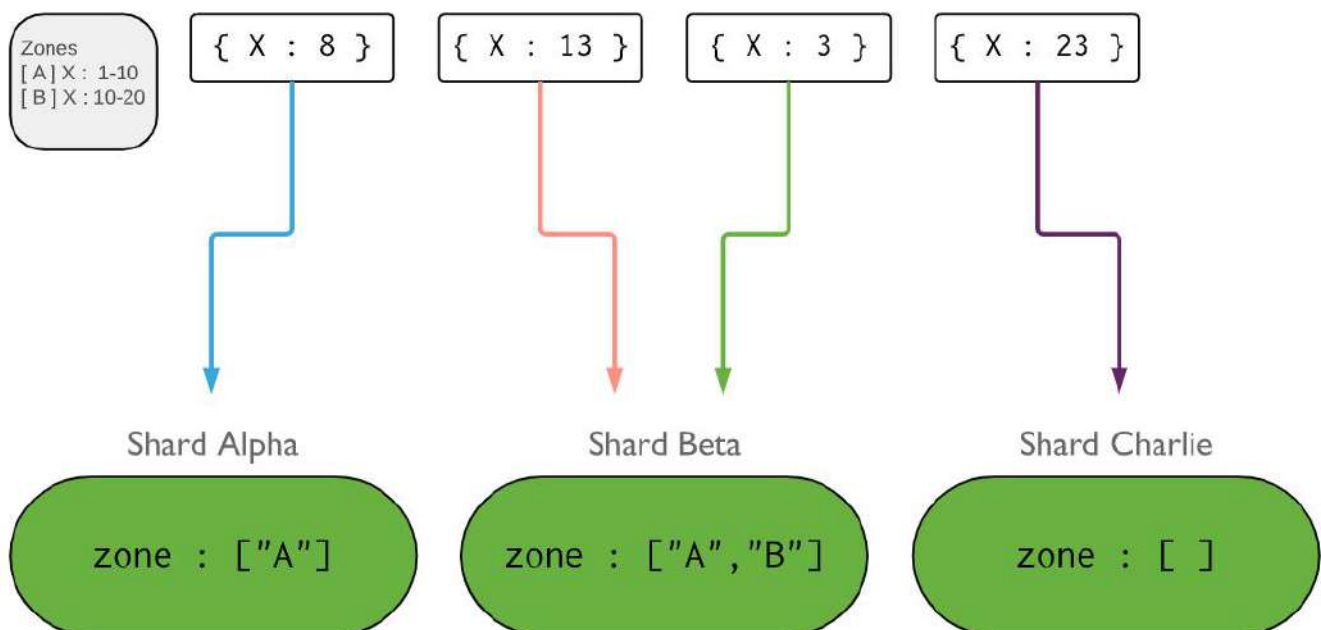 Zones
[ A ] X : 1-10
[ B ] X : 10-20
{ X : 8 }
{ X : 13 }
{ X : 3 }
{ X : 23 }
Shard Alpha
Shard Beta
Shard Charlie
zone : ["A"]
zone : ["A","B"]
zone : [ ]